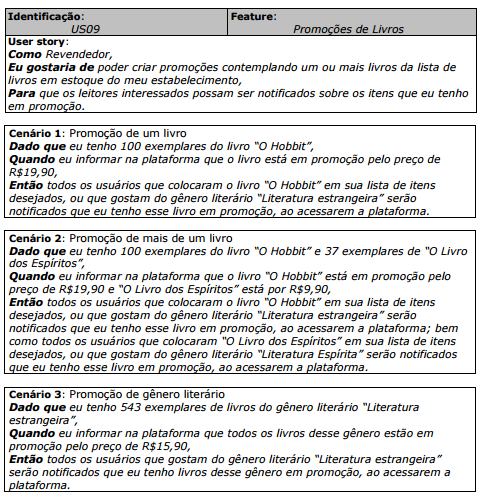 Identificação:
US09
Feature:
Promoções de Livros
User story:
Como Revendedor,
Eu gostaria de poder criar promoções contemplando um ou mais livros da lista de
livros em estoque do meu estabelecimento,
Para que os leitores interessados possam ser notificados sobre os itens que eu tenho
em promoção.
Cenário 1: Promoção de um livro
Dado que eu tenho 100 exemplares do livro “O Hobbit”,
Quando eu informar na plataforma que o livro está em promoção pelo preço de
R$19,90,
Então todos os usuários que colocaram o livro “O Hobbit” em sua lista de itens
desejados, ou que gostam do gênero literário “Literatura estrangeira” serão
notificados que eu tenho esse livro em promoção, ao acessarem a plataforma.
Cenário 2: Promoção de mais de um livro
Dado que eu tenho 100 exemplares do livro “O Hobbit” e 37 exemplares de “O Livro
dos Espíritos”,
Quando eu informar na plataforma que o livro “O Hobbit” está em promoção pelo
preço de R$19,90 e “O Livro dos Espíritos” está por R$9,90,
Então todos os usuários que colocaram o livro “O Hobbit” em sua lista de itens
desejados, ou que gostam do gênero literário “Literatura estrangeira” serão
notificados que eu tenho esse livro em promoção, ao acessarem a plataforma; bem
como todos os usuários que colocaram “O Livro dos Espíritos” em sua lista de itens
desejados, ou que gostam do gênero literário “Literatura Espírita” serão notificados
que eu tenho esse livro em promoção, ao acessarem a plataforma.
Cenário 3: Promoção de gênero literário
Dado que eu tenho 543 exemplares de livros do gênero literário “Literatura
estrangeira”,
Quando eu informar na plataforma que todos os livros desse gênero estão em
promoção pelo preço de R$15,90,
Então todos os usuários que gostam do gênero literário “Literatura estrangeira”
serão notificados que eu tenho livros desse gênero em promoção, ao acessarem a
plataforma.